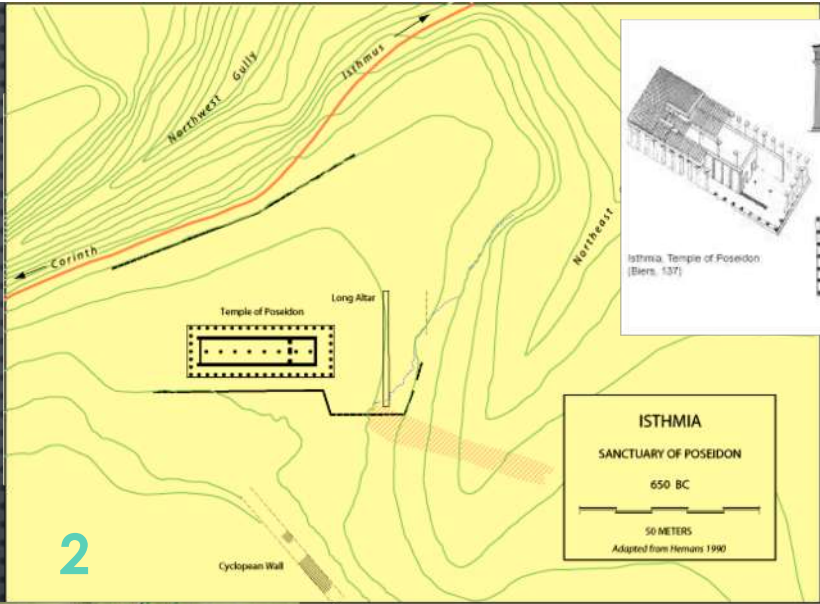 Northwest Gully
Isthmus
Corinth
Northeast
Temple of Poseidon
Long Altar
Isthmia, Temple of Poseidon
(Biers, 137)
ISTHMIA
SANCTUARY OF POSEIDON
650 BC
50 METERS
Adapted from Hemans 1990
Cyclopean Wall
2